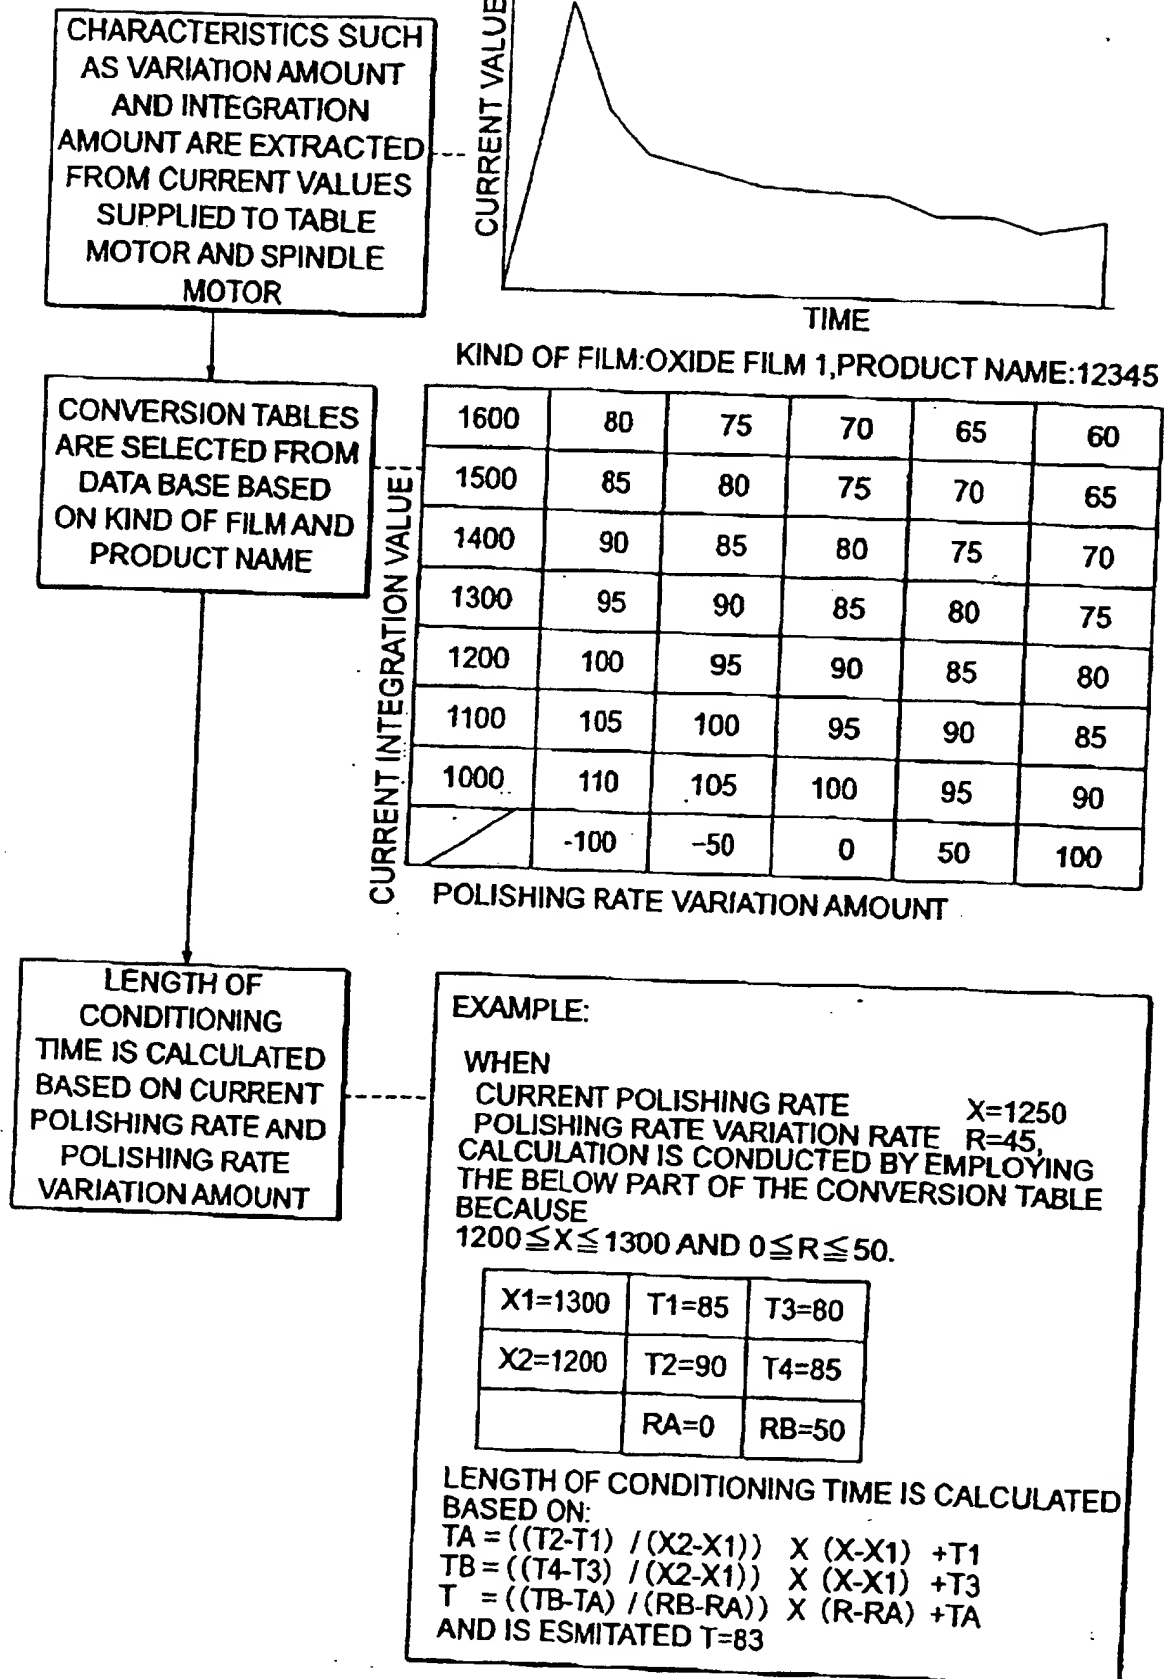 CHARACTERISTICS SUCH
AS VARIATION AMOUNT
AND INTEGRATION
AMOUNT ARE EXTRACTED
FROM CURRENT VALUES
SUPPLIED TO TABLE
MOTOR AND SPINDLE
MOTOR
CURRENT VALUE
TIME
CONVERSION TABLES
ARE SELECTED FROM
DATA BASE BASED
ON KIND OF FILM AND
PRODUCT NAME
KIND OF FILM:OXIDE FILM 1,PRODUCT NAME:12345
CURRENT INTEGRATION VALUE
1600 80 75 70 65 60
1500 85 80 75 70 65
1400 90 85 80 75 70
1300 95 90 85 80 75
1200 100 95 90 85 80
1100 105 100 95 90 85
1000 110 105 100 95 90
-100 -50 0 50 100
POLISHING RATE VARIATION AMOUNT
LENGTH OF
CONDITIONING
TIME IS CALCULATED
BASED ON CURRENT
POLISHING RATE AND
POLISHING RATE
VARIATION AMOUNT
EXAMPLE:
WHEN
CURRENT POLISHING RATE X=1250
POLISHING RATE VARIATION RATE R=45,
CALCULATION IS CONDUCTED BY EMPLOYING
THE BELOW PART OF THE CONVERSION TABLE
BECAUSE
1200≦X≦1300 AND 0≦R≦50.
X1=1300 T1=85 T3=80
X2=1200 T2=90 T4=85
RA=0 RB=50
LENGTH OF CONDITIONING TIME IS CALCULATED
BASED ON:
TA = ((T2-T1) /(X2-X1)) X (X-X1) +T1
TB = ((T4-T3) /(X2-X1)) X (X-X1) +T3
T = ((TB-TA) /(RB-RA)) X (R-RA) +TA
AND IS ESMITATED T=83